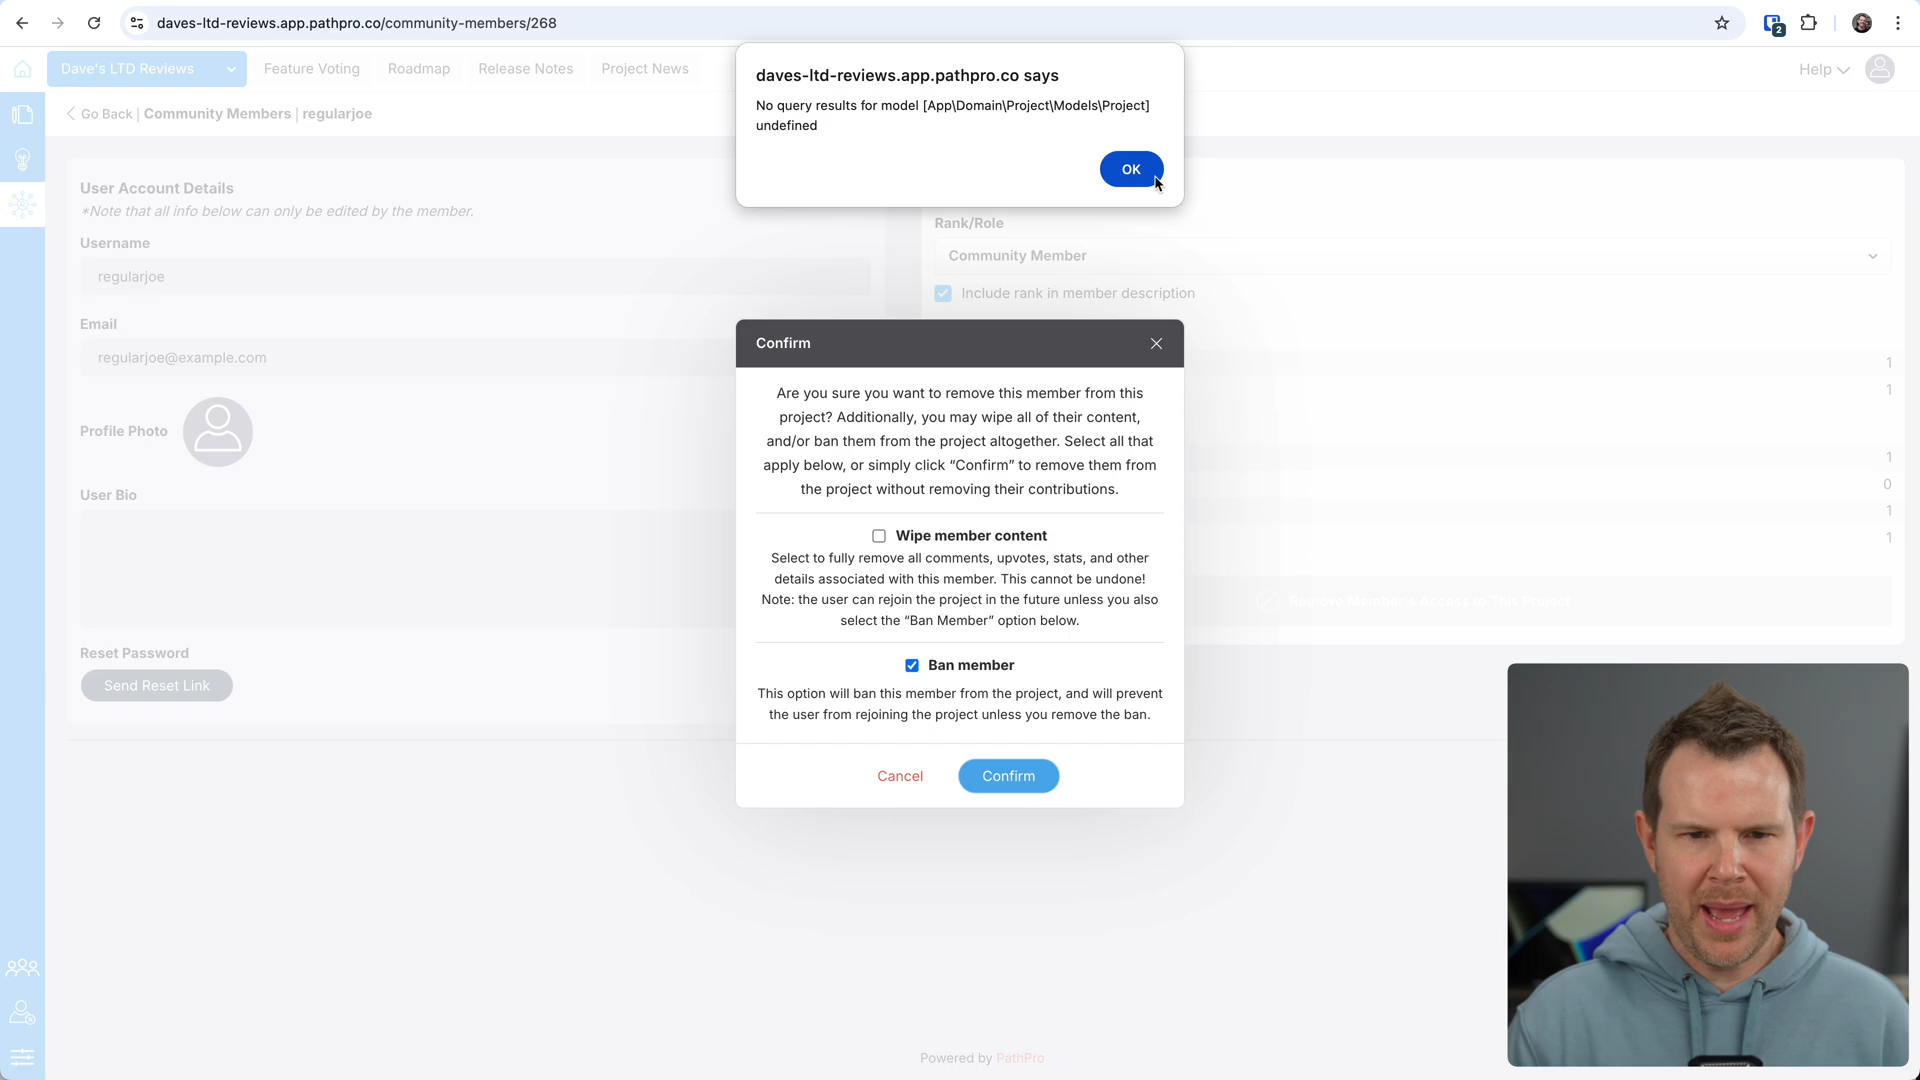 daves-ltd-reviews.app.pathpro.co/community-members/268
2
Dave's LTD Reviews
Feature Voting
Roadmap
Release Notes
Project News
Help
daves-ltd-reviews.app.pathpro.co says
No query results for model [App\Domain\Project\Models\Project]
undefined
OK
Go Back | Community Members | regularjoe
User Account Details
*Note that all info below can only be edited by the member.
Username
regularjoe
Email
regularjoe@example.com
Profile Photo
User Bio
Reset Password
Send Reset Link
Rank/Role
Community Member
Include rank in member description
1
1
1
0
1
1
Remove Member's Access to This Project
Confirm
Are you sure you want to remove this member from this
project? Additionally, you may wipe all of their content,
and/or ban them from the project altogether. Select all that
apply below, or simply click “Confirm” to remove them from
the project without removing their contributions.
Wipe member content
Select to fully remove all comments, upvotes, stats, and other
details associated with this member. This cannot be undone!
Note: the user can rejoin the project in the future unless you also
select the “Ban Member” option below.
Ban member
This option will ban this member from the project, and will prevent
the user from rejoining the project unless you remove the ban.
Cancel
Confirm
Powered by PathPro